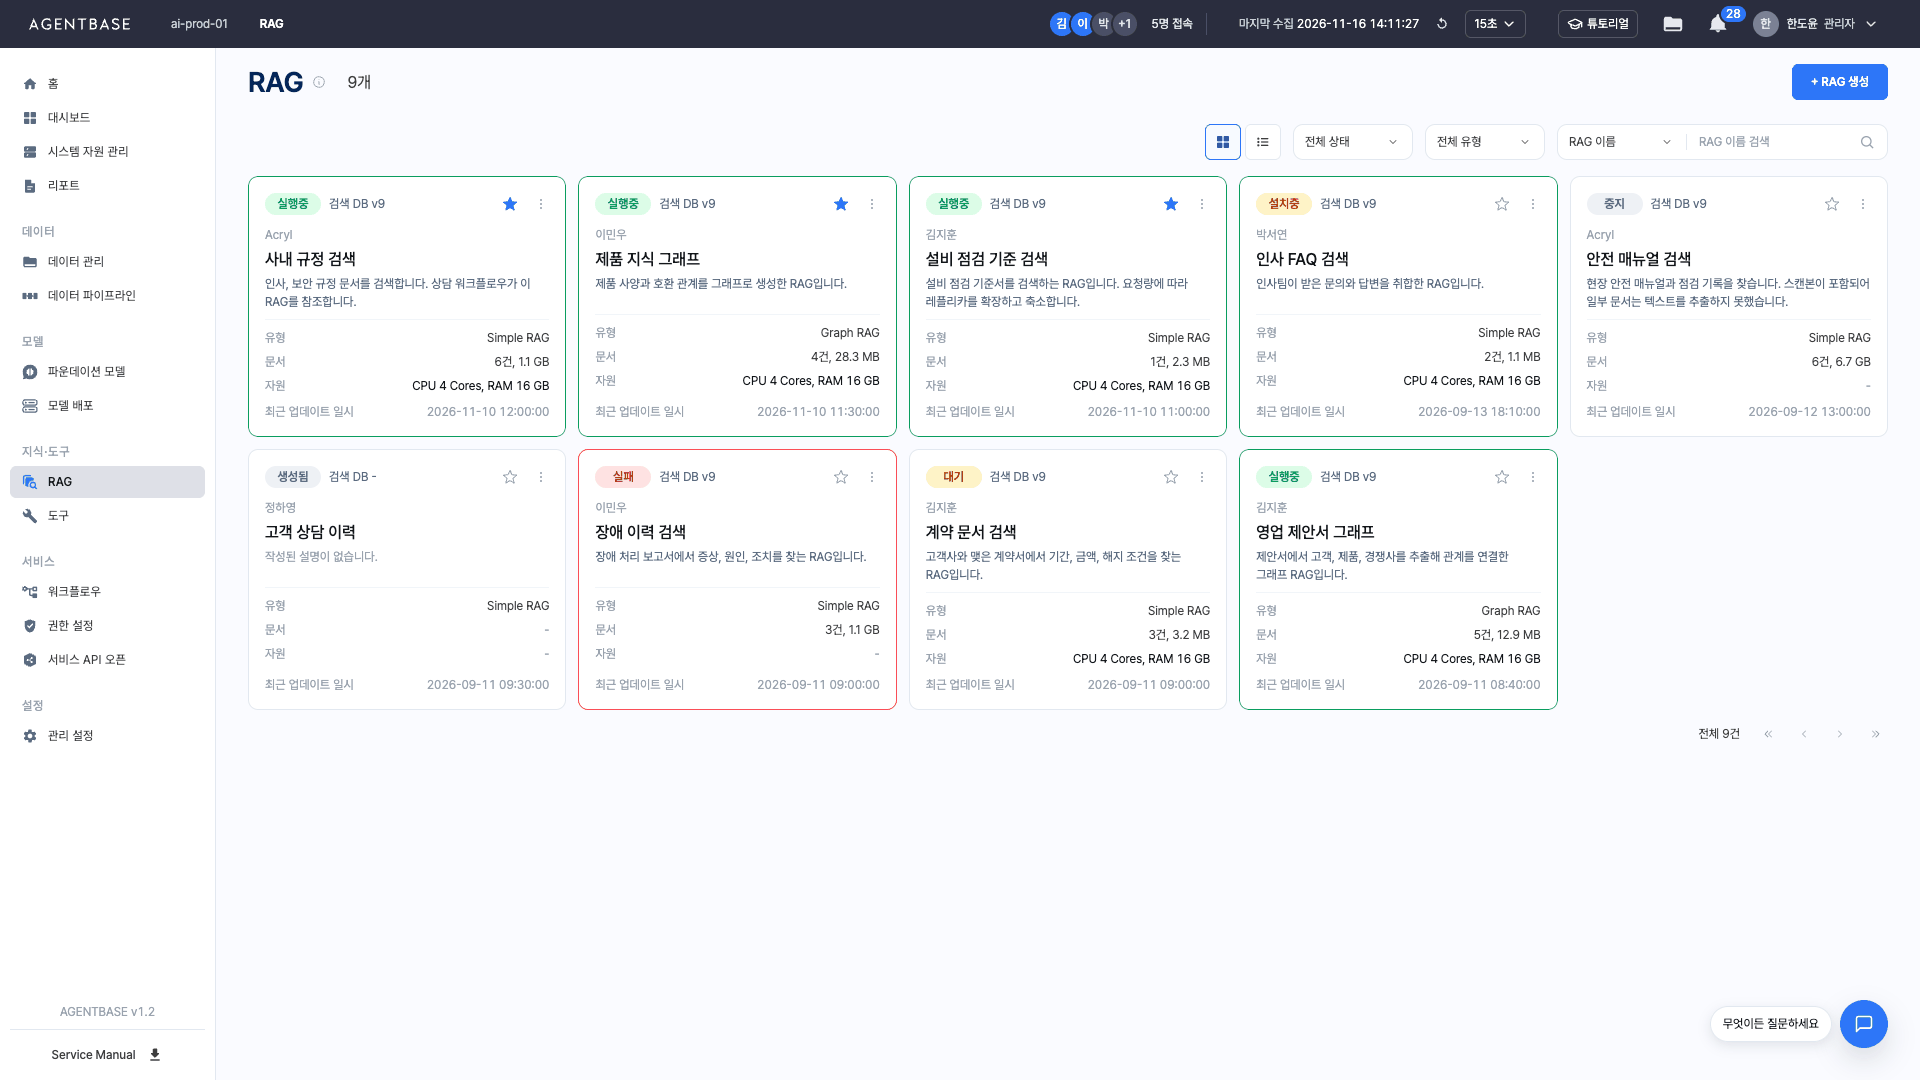 AGENTBASE
ai-prod-01
RAG
김 이 박 +1 5명 접속
마지막 수집 2026-11-16 14:11:27
15초
튜토리얼
28
한 한도윤 관리자
홈
대시보드
시스템 자원 관리
리포트
데이터
데이터 관리
데이터 파이프라인
모델
파운데이션 모델
모델 배포
지식·도구
RAG
도구
서비스
워크플로우
권한 설정
서비스 API 오픈
설정
관리 설정
AGENTBASE v1.2
Service Manual
RAG 9개
+ RAG 생성
전체 상태
전체 유형
RAG 이름
RAG 이름 검색
실행중 검색 DB v9
Acryl
사내 규정 검색
인사, 보안 규정 문서를 검색합니다. 상담 워크플로우가 이
RAG를 참조합니다.
유형 Simple RAG
문서 6건, 1.1 GB
자원 CPU 4 Cores, RAM 16 GB
최근 업데이트 일시 2026-11-10 12:00:00
실행중 검색 DB v9
이민우
제품 지식 그래프
제품 사양과 호환 관계를 그래프로 생성한 RAG입니다.
유형 Graph RAG
문서 4건, 28.3 MB
자원 CPU 4 Cores, RAM 16 GB
최근 업데이트 일시 2026-11-10 11:30:00
실행중 검색 DB v9
김지훈
설비 점검 기준 검색
설비 점검 기준서를 검색하는 RAG입니다. 요청량에 따라
레플리카를 확장하고 축소합니다.
유형 Simple RAG
문서 1건, 2.3 MB
자원 CPU 4 Cores, RAM 16 GB
최근 업데이트 일시 2026-11-10 11:00:00
설치중 검색 DB v9
박서연
인사 FAQ 검색
인사팀이 받은 문의와 답변을 취합한 RAG입니다.
유형 Simple RAG
문서 2건, 1.1 MB
자원 CPU 4 Cores, RAM 16 GB
최근 업데이트 일시 2026-09-13 18:10:00
중지 검색 DB v9
Acryl
안전 매뉴얼 검색
현장 안전 매뉴얼과 점검 기록을 찾습니다. 스캔본이 포함되어
일부 문서는 텍스트를 추출하지 못했습니다.
유형 Simple RAG
문서 6건, 6.7 GB
자원 -
최근 업데이트 일시 2026-09-12 13:00:00
생성됨 검색 DB -
정하영
고객 상담 이력
작성된 설명이 없습니다.
유형 Simple RAG
문서 -
자원 -
최근 업데이트 일시 2026-09-11 09:30:00
실패 검색 DB v9
이민우
장애 이력 검색
장애 처리 보고서에서 증상, 원인, 조치를 찾는 RAG입니다.
유형 Simple RAG
문서 3건, 1.1 GB
자원 -
최근 업데이트 일시 2026-09-11 09:00:00
대기 검색 DB v9
김지훈
계약 문서 검색
고객사와 맺은 계약서에서 기간, 금액, 해지 조건을 찾는
RAG입니다.
유형 Simple RAG
문서 3건, 3.2 MB
자원 CPU 4 Cores, RAM 16 GB
최근 업데이트 일시 2026-09-11 09:00:00
실행중 검색 DB v9
김지훈
영업 제안서 그래프
제안서에서 고객, 제품, 경쟁사를 추출해 관계를 연결한
그래프 RAG입니다.
유형 Graph RAG
문서 5건, 12.9 MB
자원 CPU 4 Cores, RAM 16 GB
최근 업데이트 일시 2026-09-11 08:40:00
전체 9건
무엇이든 질문하세요